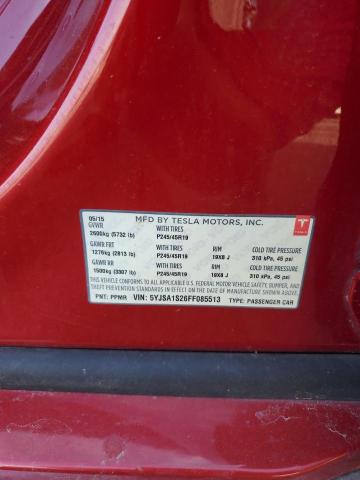 05/15 MFD BY TESLA MOTORS, INC.
GVWR WITH TIRES
2600kg (5732 lb) P245/45R19 TESLA
GAWR FRT WITH TIRES RIM COLD TIRE PRESSURE
1276kg (2813 lb) P245/45R19 19X8 J 310 kPa, 45 psi
GAWR RR WITH TIRES RIM COLD TIRE PRESSURE
1500kg (3307 lb) P245/45R19 19X8 J 310 kPa, 45 psi
THIS VEHICLE CONFORMS TO ALL APPLICABLE U.S. FEDERAL MOTOR VEHICLE SAFETY, BUMPER, AND
THEFT PREVENTION STANDARDS IN EFFECT ON THE DATE OF MANUFACTURE SHOWN ABOVE.
PNT: PPMR VIN: 5YJSA1S26FF085513 TYPE: PASSENGER CAR